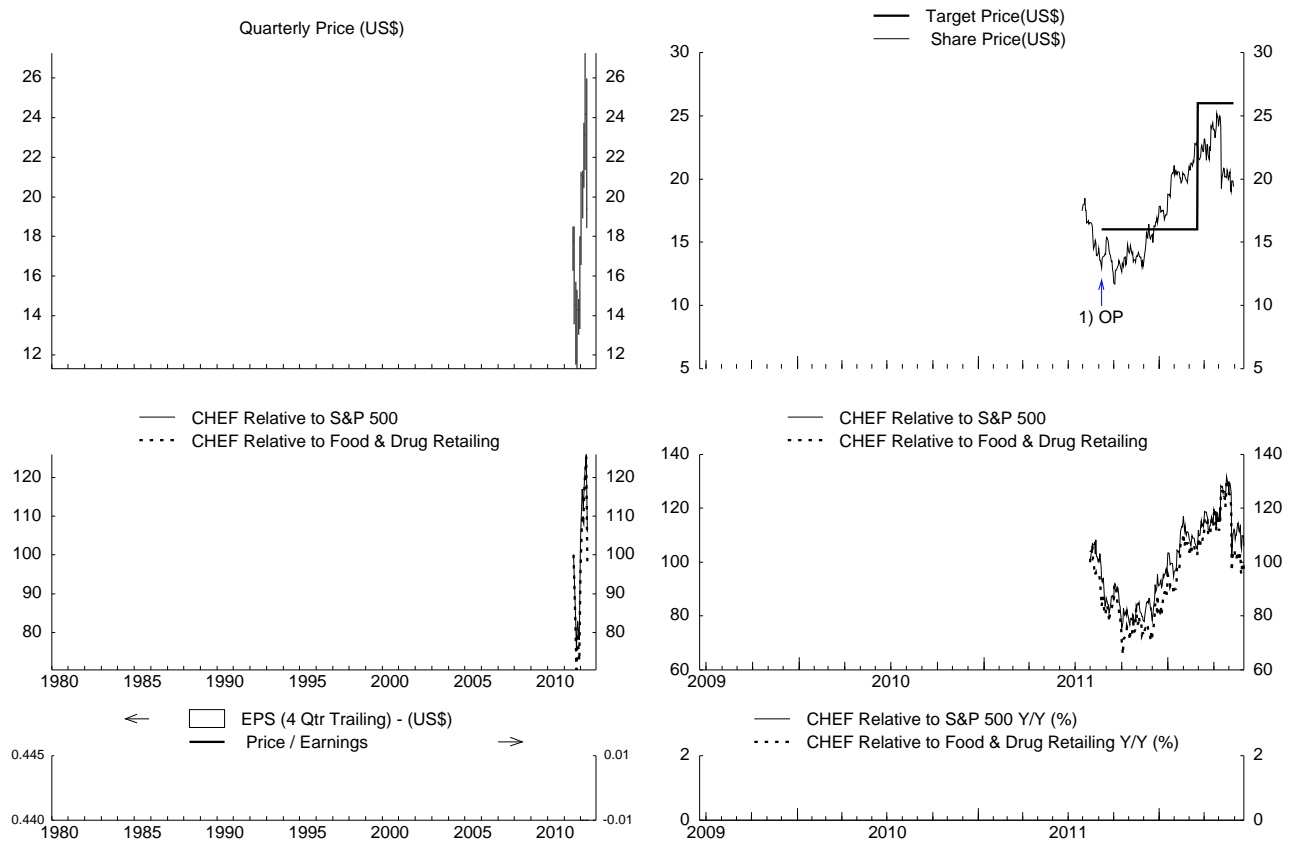 Quarterly Price (US$)
26 26
24 24
22 22
20 20
18 18
16 16
14 14
12 12
Target Price(US$)
Share Price(US$)
30 30
25 25
20 20
15 15
10 10
5 5
1) OP
CHEF Relative to S&P 500
CHEF Relative to Food & Drug Retailing
120 120
110 110
100 100
90 90
80 80
1980 1985 1990 1995 2000 2005 2010
CHEF Relative to S&P 500
CHEF Relative to Food & Drug Retailing
140 140
120 120
100 100
80 80
60 60
2009 2010 2011
EPS (4 Qtr Trailing) - (US$)
Price / Earnings
0.445 0.01
0.440 -0.01
1980 1985 1990 1995 2000 2005 2010
CHEF Relative to S&P 500 Y/Y (%)
CHEF Relative to Food & Drug Retailing Y/Y (%)
2 2
0 0
2009 2010 2011